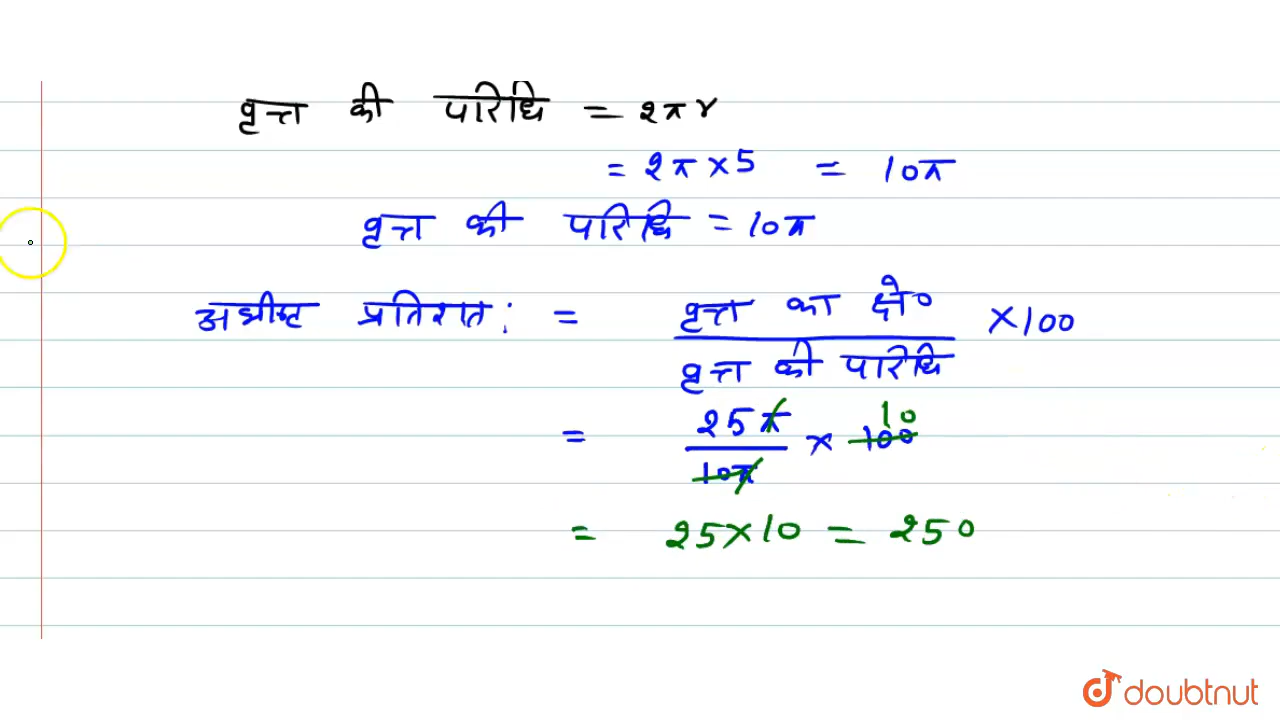 वृत्त की परिधि = 2πr
= 2π × 5 = 10π
वृत्त की परिधि = 10π
अभीष्ट प्रतिशत : = वृत्त का क्षे० / वृत्त की परिधि × 100
= 25π / 10π × 100 10
= 25 × 10 = 250
doubtnut